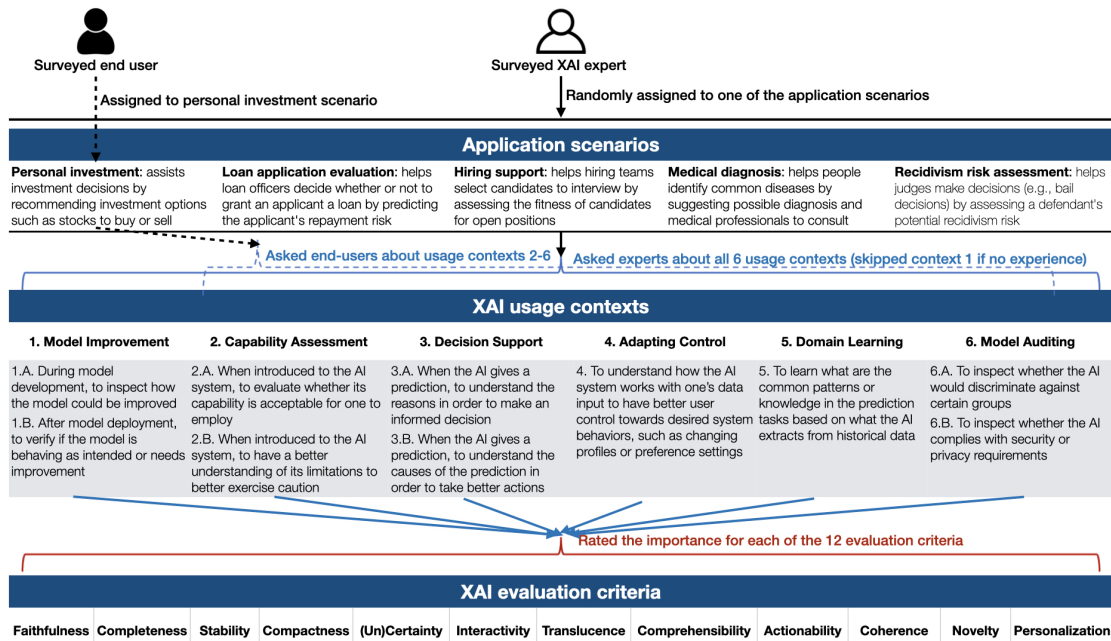 Surveyed end user
Surveyed XAI expert
Assigned to personal investment scenario
Randomly assigned to one of the application scenarios
Application scenarios
Personal investment: assists
investment decisions by
recommending investment options
such as stocks to buy or sell
Loan application evaluation: helps
loan officers decide whether or not to
grant an applicant a loan by predicting
the applicant's repayment risk
Hiring support: helps hiring teams
select candidates to interview by
assessing the fitness of candidates
for open positions
Medical diagnosis: helps people
identify common diseases by
suggesting possible diagnosis and
medical professionals to consult
Recidivism risk assessment: helps
judges make decisions (e.g., bail
decisions) by assessing a defendant's
potential recidivism risk
Asked end-users about usage contexts 2-6
Asked experts about all 6 usage contexts (skipped context 1 if no experience)
XAI usage contexts
1. Model Improvement
2. Capability Assessment
3. Decision Support
4. Adapting Control
5. Domain Learning
6. Model Auditing
1.A. During model
development, to inspect how
the model could be improved
1.B. After model deployment,
to verify if the model is
behaving as intended or needs
improvement
2.A. When introduced to the AI
system, to evaluate whether its
capability is acceptable for one to
employ
2.B. When introduced to the AI
system, to have a better
understanding of its limitations to
better exercise caution
3.A. When the AI gives a
prediction, to understand the
reasons in order to make an
informed decision
3.B. When the AI gives a
prediction, to understand the
causes of the prediction in
order to take better actions
4. To understand how the AI
system works with one's data
input to have better user
control towards desired system
behaviors, such as changing
profiles or preference settings
5. To learn what are the
common patterns or
knowledge in the prediction
tasks based on what the AI
extracts from historical data
6.A. To inspect whether the AI
would discriminate against
certain groups
6.B. To inspect whether the AI
complies with security or
privacy requirements
Rated the importance for each of the 12 evaluation criteria
XAI evaluation criteria
Faithfulness
Completeness
Stability
Compactness
(Un)Certainty
Interactivity
Translucence
Comprehensibility
Actionability
Coherence
Novelty
Personalization